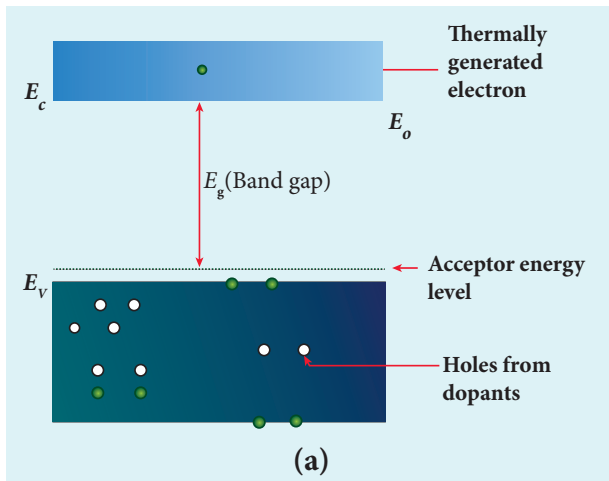 Thermally
generated
electron
E_c
E_o
E_g(Band gap)
Acceptor energy
level
E_V
Holes from
dopants
(a)